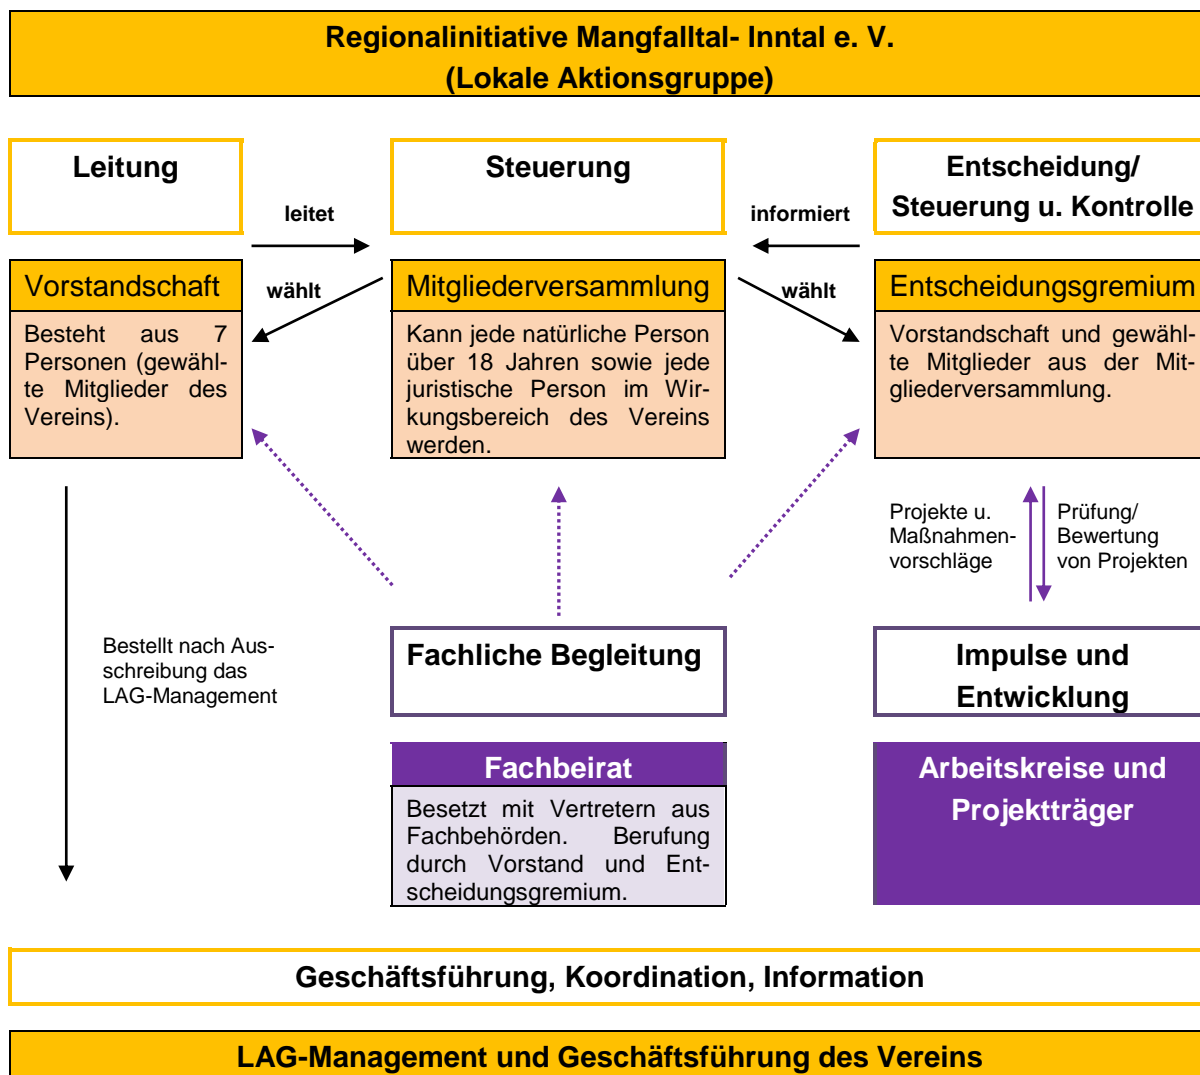 Regionalinitiative Mangfalltal- Inntal e. V.
(Lokale Aktionsgruppe)
Leitung
leitet
Steuerung
informiert
Entscheidung/
Steuerung u. Kontrolle
Vorstandschaft
Besteht aus 7
Personen (gewähl-
te Mitglieder des
Vereins).
wählt
Mitgliederversammlung
Kann jede natürliche Person
über 18 Jahren sowie jede
juristische Person im Wir-
kungsbereich des Vereins
werden.
wählt
Entscheidungsgremium
Vorstandschaft und gewähl-
te Mitglieder aus der Mit-
gliederversammlung.
Projekte u.
Maßnahmen-
vorschläge
Prüfung/
Bewertung
von Projekten
Bestellt nach Aus-
schreibung das
LAG-Management
Fachliche Begleitung
Impulse und
Entwicklung
Fachbeirat
Besetzt mit Vertretern aus
Fachbehörden. Berufung
durch Vorstand und Ent-
scheidungsgremium.
Arbeitskreise und
Projektträger
Geschäftsführung, Koordination, Information
LAG-Management und Geschäftsführung des Vereins